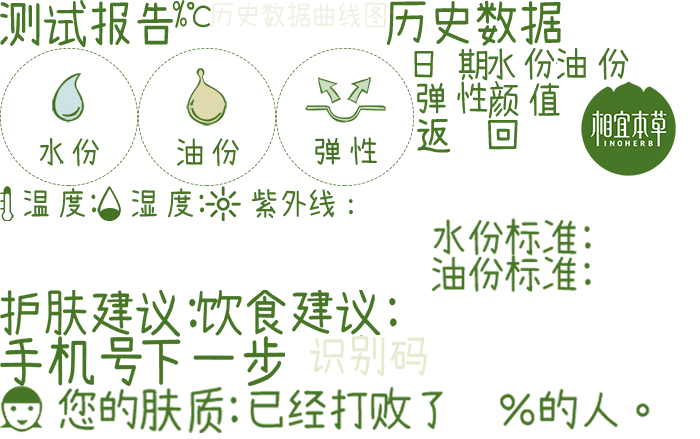 测试报告%℃ 历史数据曲线图 历史数据
日期 水份 油份
弹性 颜值
返回
相宜本草
INOHERB
水份 油份 弹性
温度: 湿度: 紫外线:
水份标准:
油份标准:
护肤建议: 饮食建议:
手机号 下一步 识别码
您的肤质: 已经打败了 %的人。